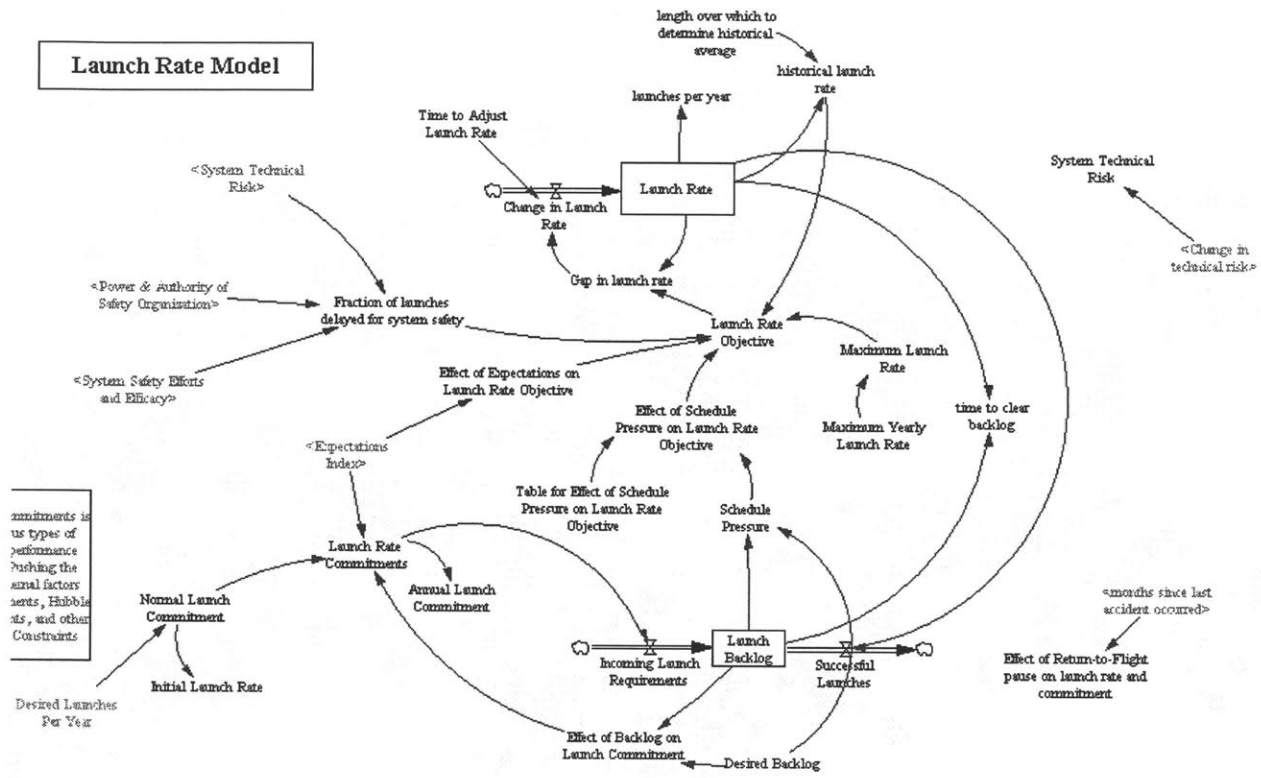 Launch Rate Model
length over which to
determine historical
average
historical launch
rate
launches per year
Time to Adjust
Launch Rate
<System Technical
Risk>
Launch Rate
Change in Launch
Rate
System Technical
Risk
<Change in
technical risk>
Gap in launch rate
<Power & Authority of
Safety Organization>
Fraction of launches
delayed for system safety
Launch Rate
Objective
Maximum Launch
Rate
<System Safety Efforts
and Efficacy>
Effect of Expectations on
Launch Rate Objective
Effect of Schedule
Pressure on Launch Rate
Objective
Maximum Yearly
Launch Rate
time to clear
backlog
<Expectations
Index>
Table for Effect of Schedule
Pressure on Launch Rate
Objective
Schedule
Pressure
mmitments is
us types of
performance
Pushing the
ernal factors
ents, Hubble
ts, and other
Constraints
Launch Rate
Commitments
Annual Launch
Commitment
Normal Launch
Commitment
Initial Launch Rate
Desired Launches
Per Year
Incoming Launch
Requirements
Launch
Backlog
Successful
Launches
<months since last
accident occurred>
Effect of Return-to-Flight
pause on launch rate and
commitment
Effect of Backlog on
Launch Commitment
Desired Backlog